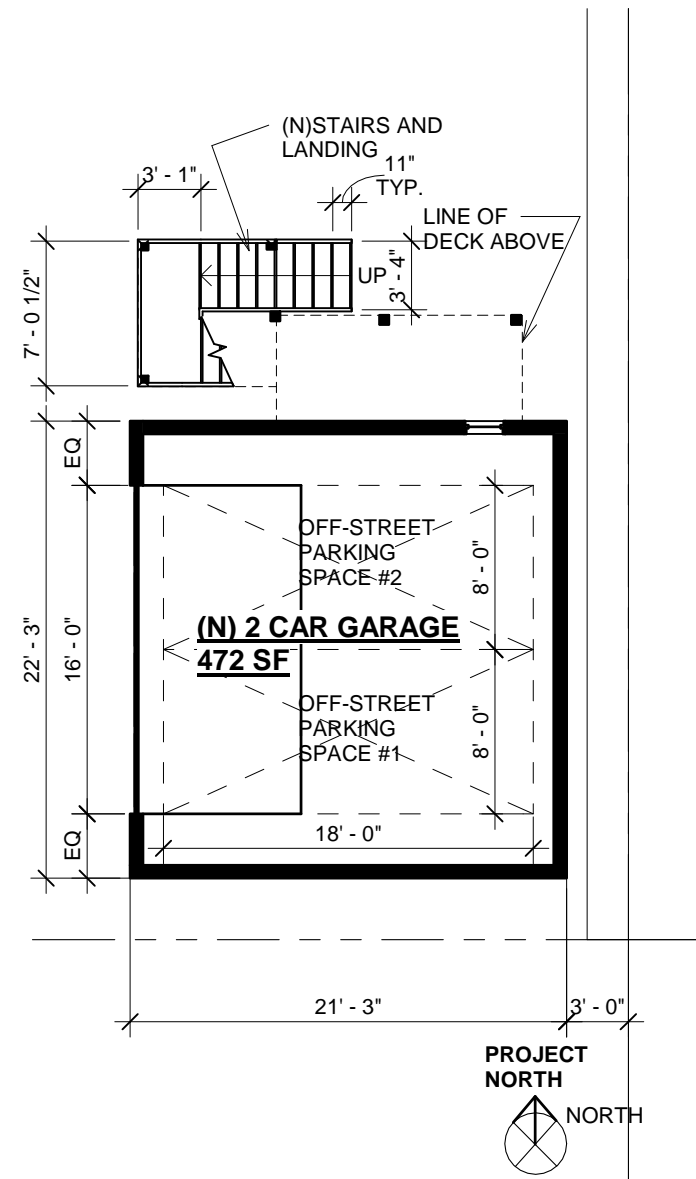 (N)STAIRS AND
LANDING
11"
TYP.
3' - 1"
LINE OF
DECK ABOVE
UP
3' - 4"
7' - 0 1/2"
EQ
OFF-STREET
PARKING
SPACE #2
8' - 0"
(N) 2 CAR GARAGE
472 SF
22' - 3"
16' - 0"
OFF-STREET
PARKING
SPACE #1
8' - 0"
18' - 0"
EQ
21' - 3"
3' - 0"
PROJECT
NORTH
NORTH